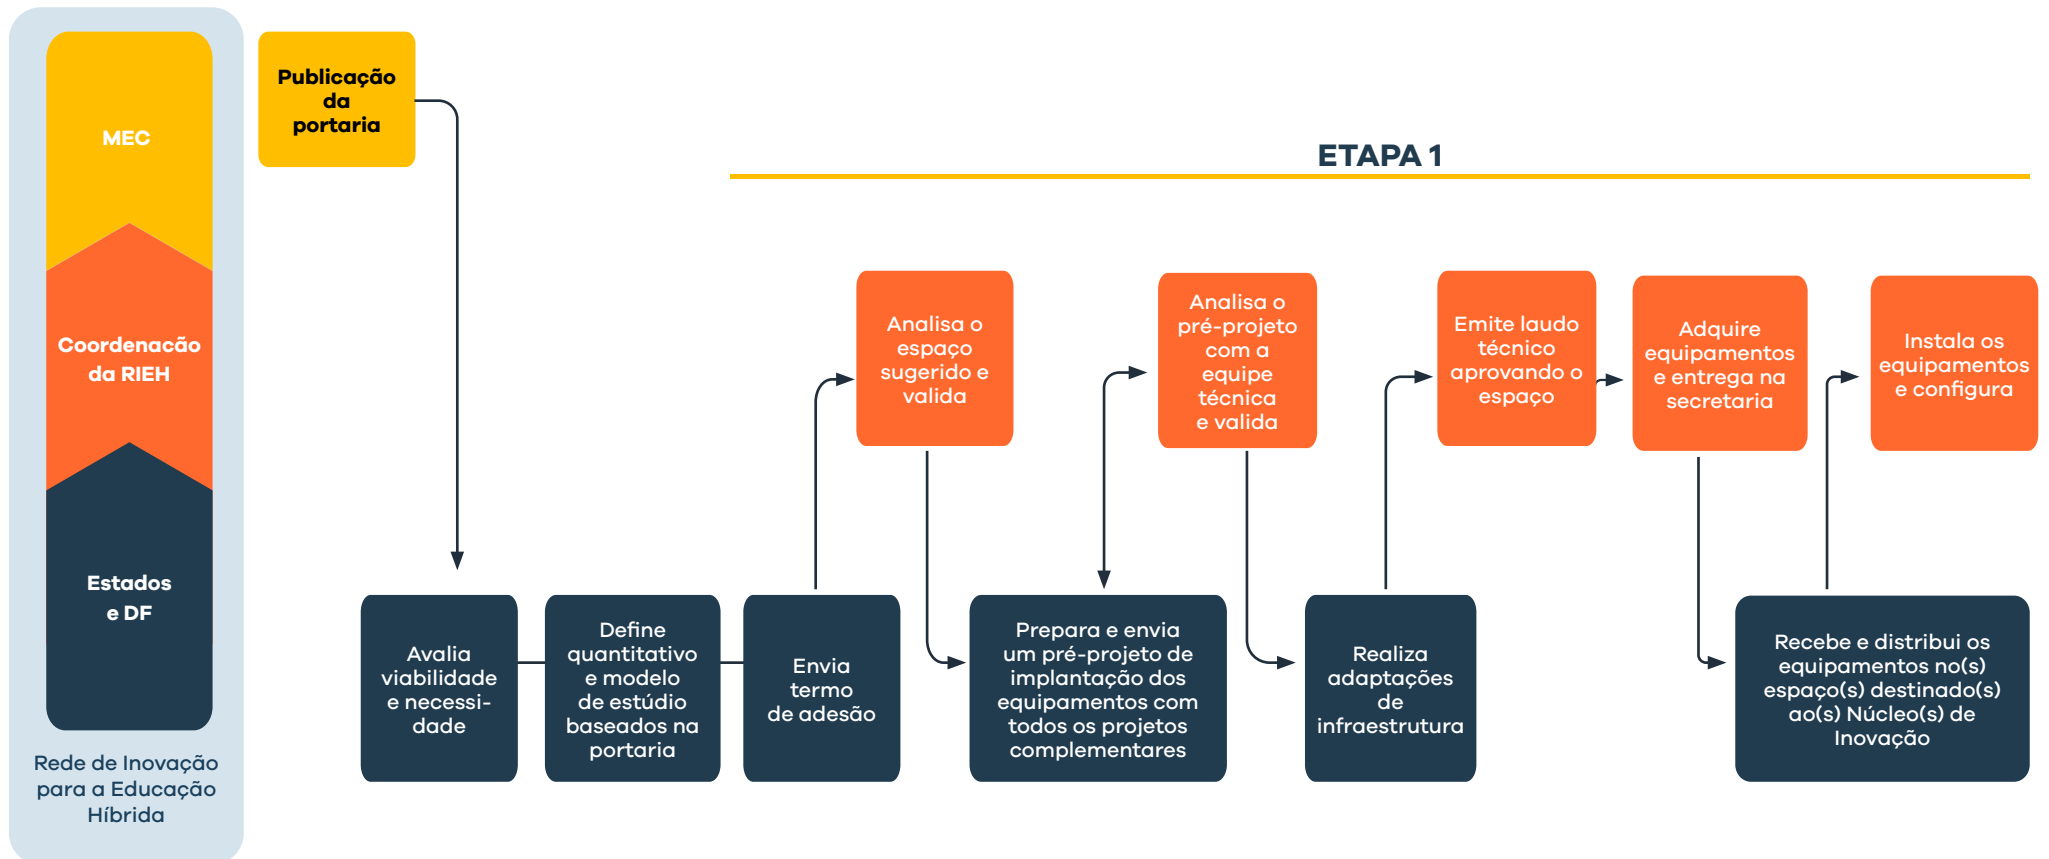 MEC
Coordenacão
da RIEH
Estados
e DF
Rede de Inovação
para a Educação
Híbrida
Publicação
da
portaria
ETAPA 1
Analisa o
espaço
sugerido e
valida
Analisa o
pré-projeto
com a
equipe
técnica
e valida
Emite laudo
técnico
aprovando o
espaço
Adquire
equipamentos
e entrega na
secretaria
Instala os
equipamentos
e configura
Avalia
viabilidade
e necessi-
dade
Define
quantitativo
e modelo
de estúdio
baseados na
portaria
Envia
termo
de adesão
Prepara e envia
um pré-projeto de
implantação dos
equipamentos com
todos os projetos
complementares
Realiza
adaptações
de
infraestrutura
Recebe e distribui os
equipamentos no(s)
espaço(s) destinado(s)
ao(s) Núcleo(s) de
Inovação